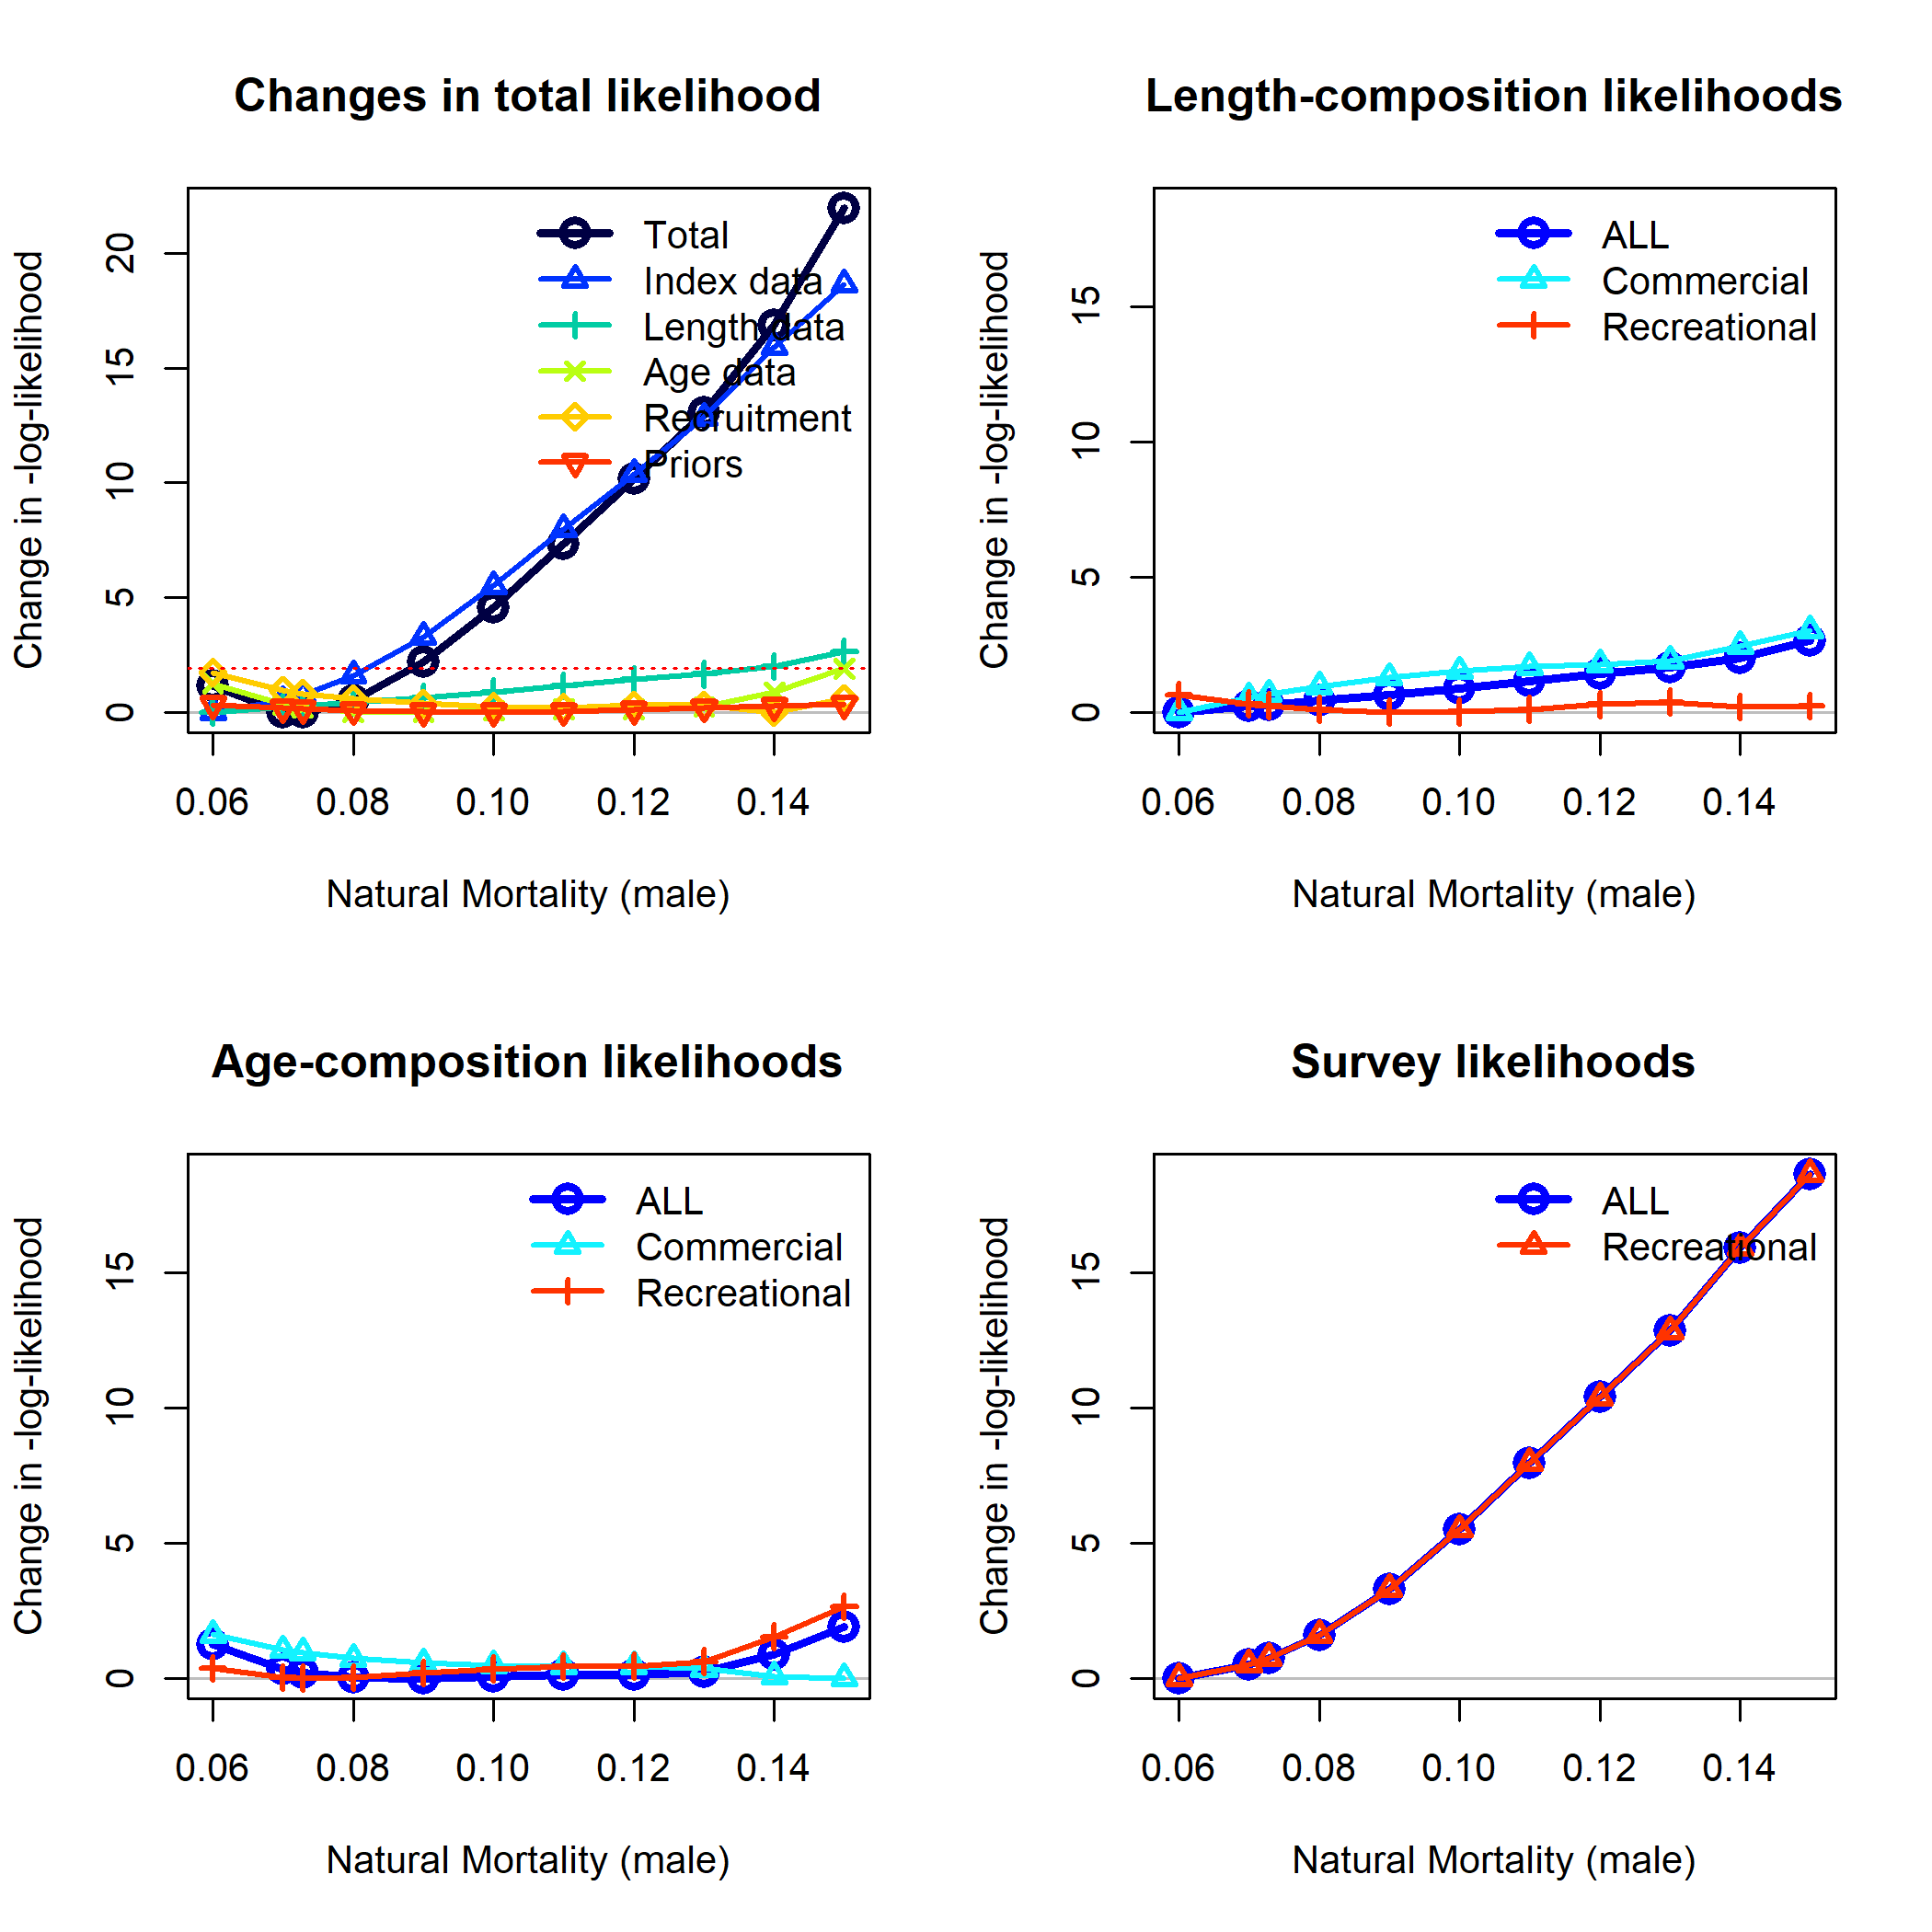 Changes in total likelihood
Change in -log-likelihood
0 5 10 15 20
Total
Index data
Length data
Age data
Recruitment
Priors
0.06 0.08 0.10 0.12 0.14
Natural Mortality (male)
Length-composition likelihoods
Change in -log-likelihood
0 5 10 15
ALL
Commercial
Recreational
0.06 0.08 0.10 0.12 0.14
Natural Mortality (male)
Age-composition likelihoods
Change in -log-likelihood
0 5 10 15
ALL
Commercial
Recreational
0.06 0.08 0.10 0.12 0.14
Natural Mortality (male)
Survey likelihoods
Change in -log-likelihood
0 5 10 15
ALL
Recreational
0.06 0.08 0.10 0.12 0.14
Natural Mortality (male)